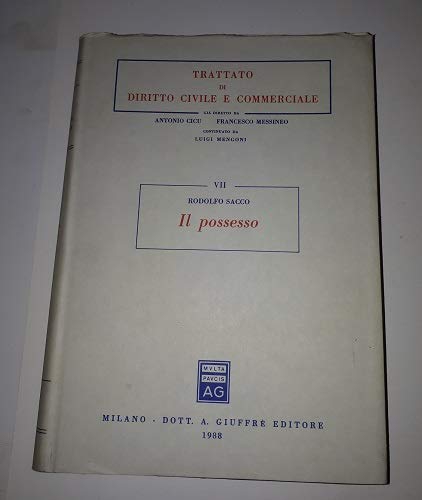 TRATTATO
DI
DIRITTO CIVILE E COMMERCIALE
GIÀ DIRETTO DA
ANTONIO CICU FRANCESCO MESSINEO
CONTINUATO DA
LUIGI MENGONI
VII
RODOLFO SACCO
Il possesso
MVLTA
PAVCIS
AG
MILANO - DOTT. A. GIUFFRÈ EDITORE
1988